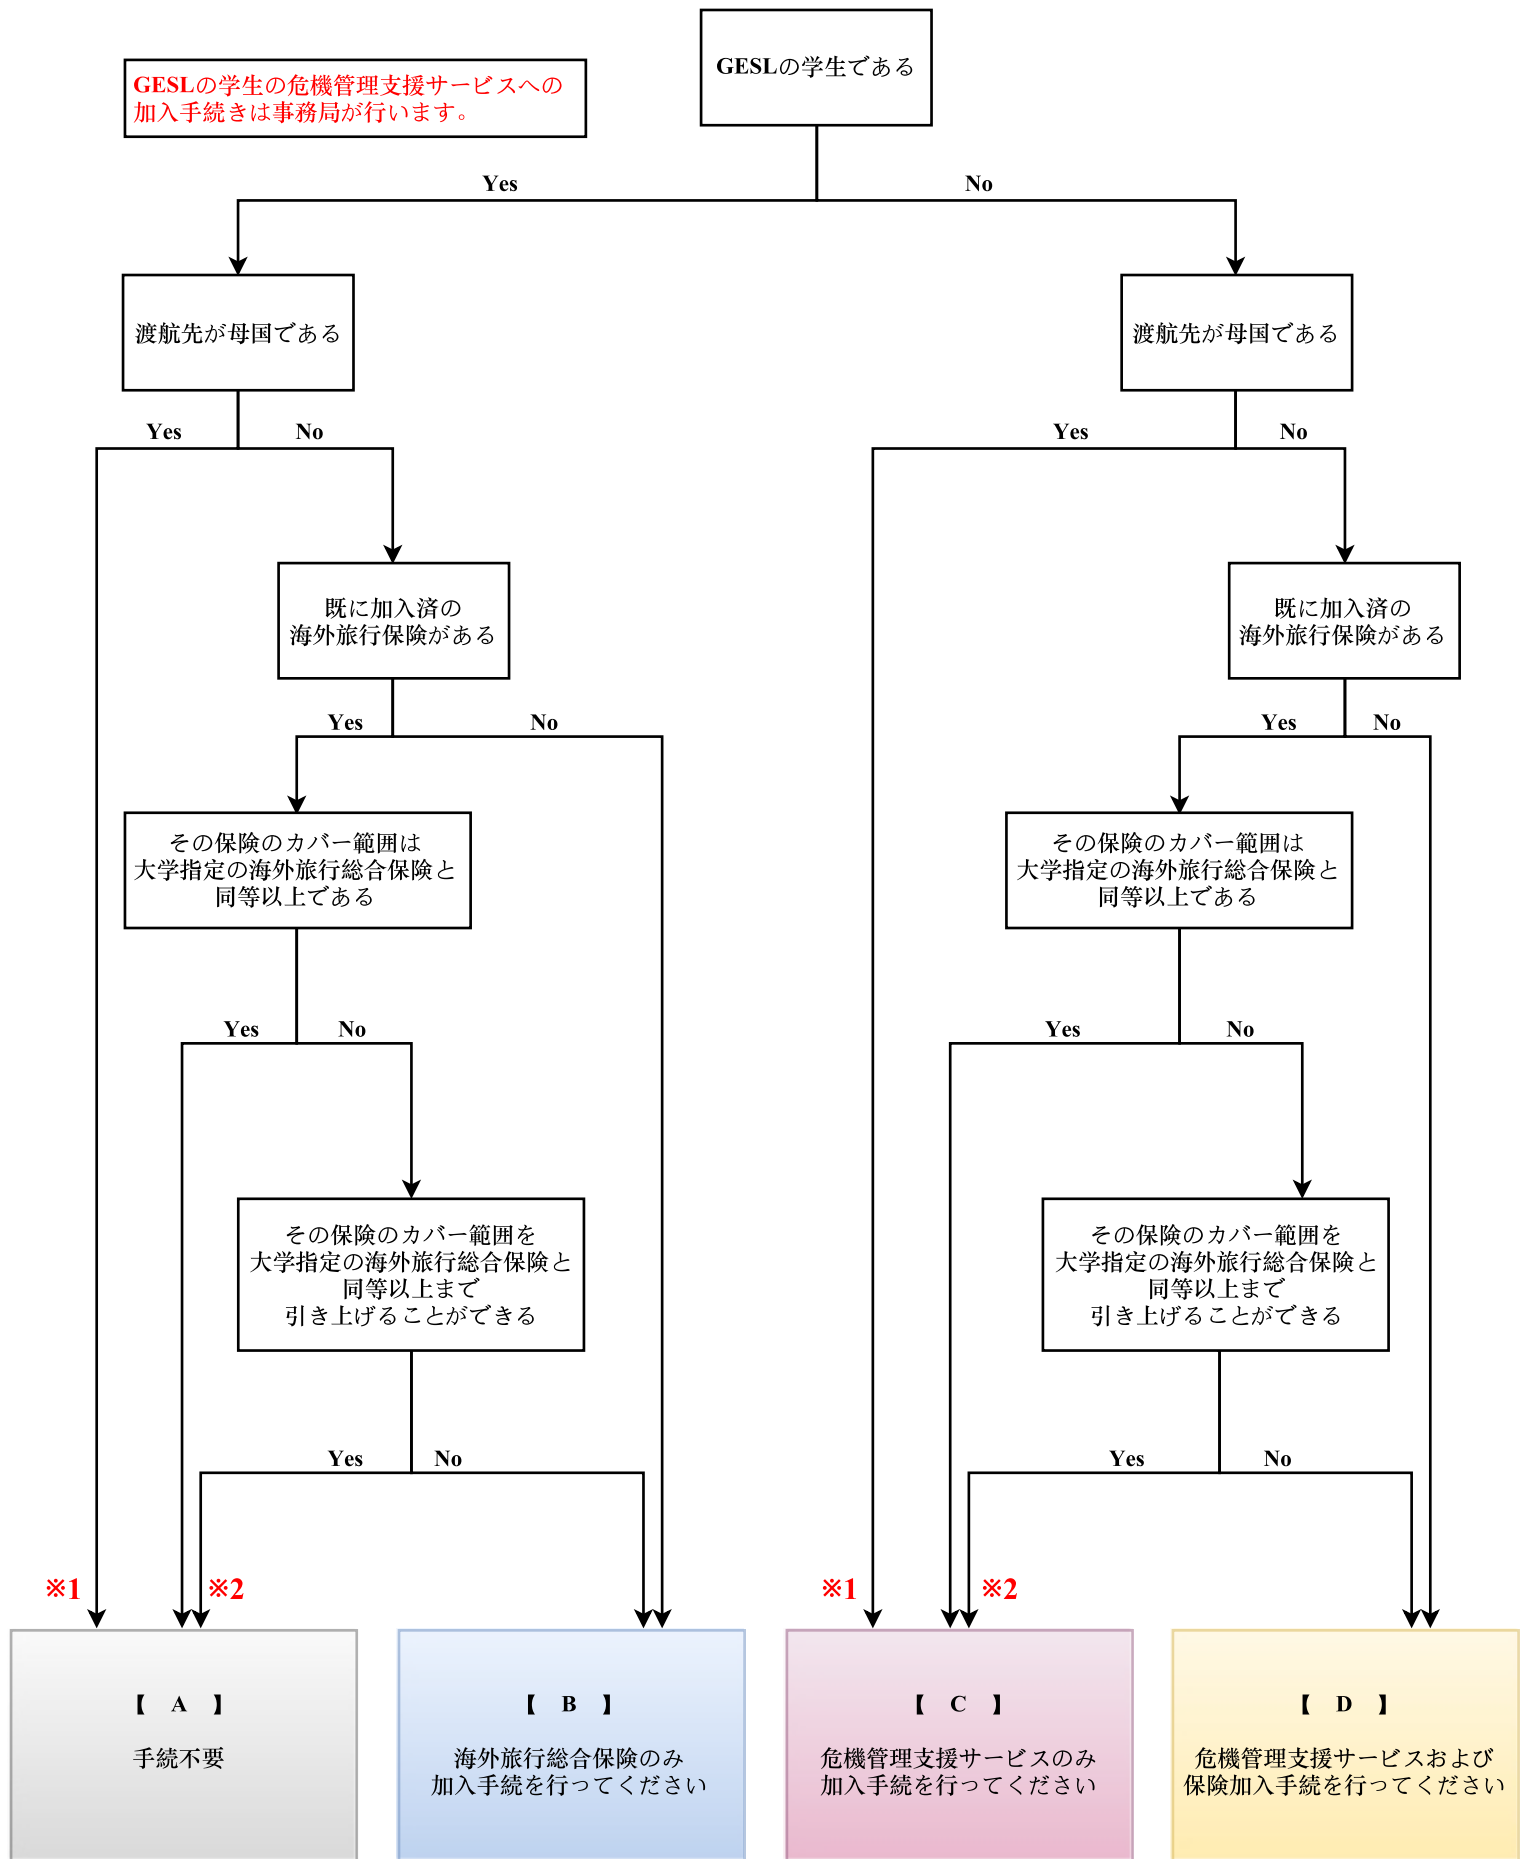 GESLの学生である
GESLの学生の危機管理支援サービスへの
加入手続きは事務局が行います。
Yes
No
渡航先が母国である
渡航先が母国である
Yes
No
Yes
No
既に加入済の
海外旅行保険がある
既に加入済の
海外旅行保険がある
Yes
No
Yes
No
その保険のカバー範囲は
大学指定の海外旅行総合保険と
同等以上である
その保険のカバー範囲は
大学指定の海外旅行総合保険と
同等以上である
Yes
No
Yes
No
その保険のカバー範囲を
大学指定の海外旅行総合保険と
同等以上まで
引き上げることができる
その保険のカバー範囲を
大学指定の海外旅行総合保険と
同等以上まで
引き上げることができる
Yes
No
Yes
No
※1
※2
※1
※2
【 A 】
手続不要
【 B 】
海外旅行総合保険のみ
加入手続を行ってください
【 C 】
危機管理支援サービスのみ
加入手続を行ってください
【 D 】
危機管理支援サービスおよび
保険加入手続を行ってください